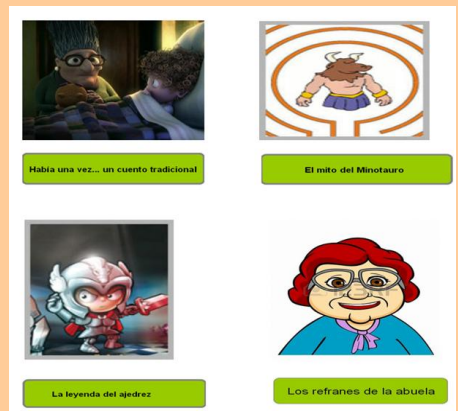 Había una vez... un cuento tradicional
El mito del Minotauro
La leyenda del ajedrez
Los refranes de la abuela